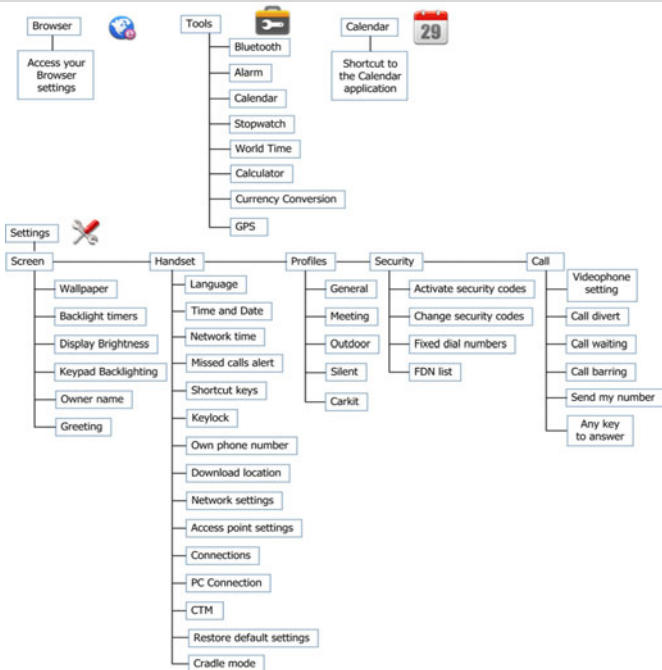 Browser
Access your
Browser
settings
Tools
Bluetooth
Alarm
Calendar
Stopwatch
World Time
Calculator
Currency Conversion
GPS
Calendar
29
Shortcut to
the Calendar
application
Settings
Screen
Wallpaper
Backlight timers
Display Brightness
Keypad Backlighting
Owner name
Greeting
Handset
Language
Time and Date
Network time
Missed calls alert
Shortcut keys
Keylock
Own phone number
Download location
Network settings
Access point settings
Connections
PC Connection
CTM
Restore default settings
Cradle mode
Profiles
General
Meeting
Outdoor
Silent
Carkit
Security
Activate security codes
Change security codes
Fixed dial numbers
FDN list
Call
Videophone
setting
Call divert
Call waiting
Call barring
Send my number
Any key
to answer